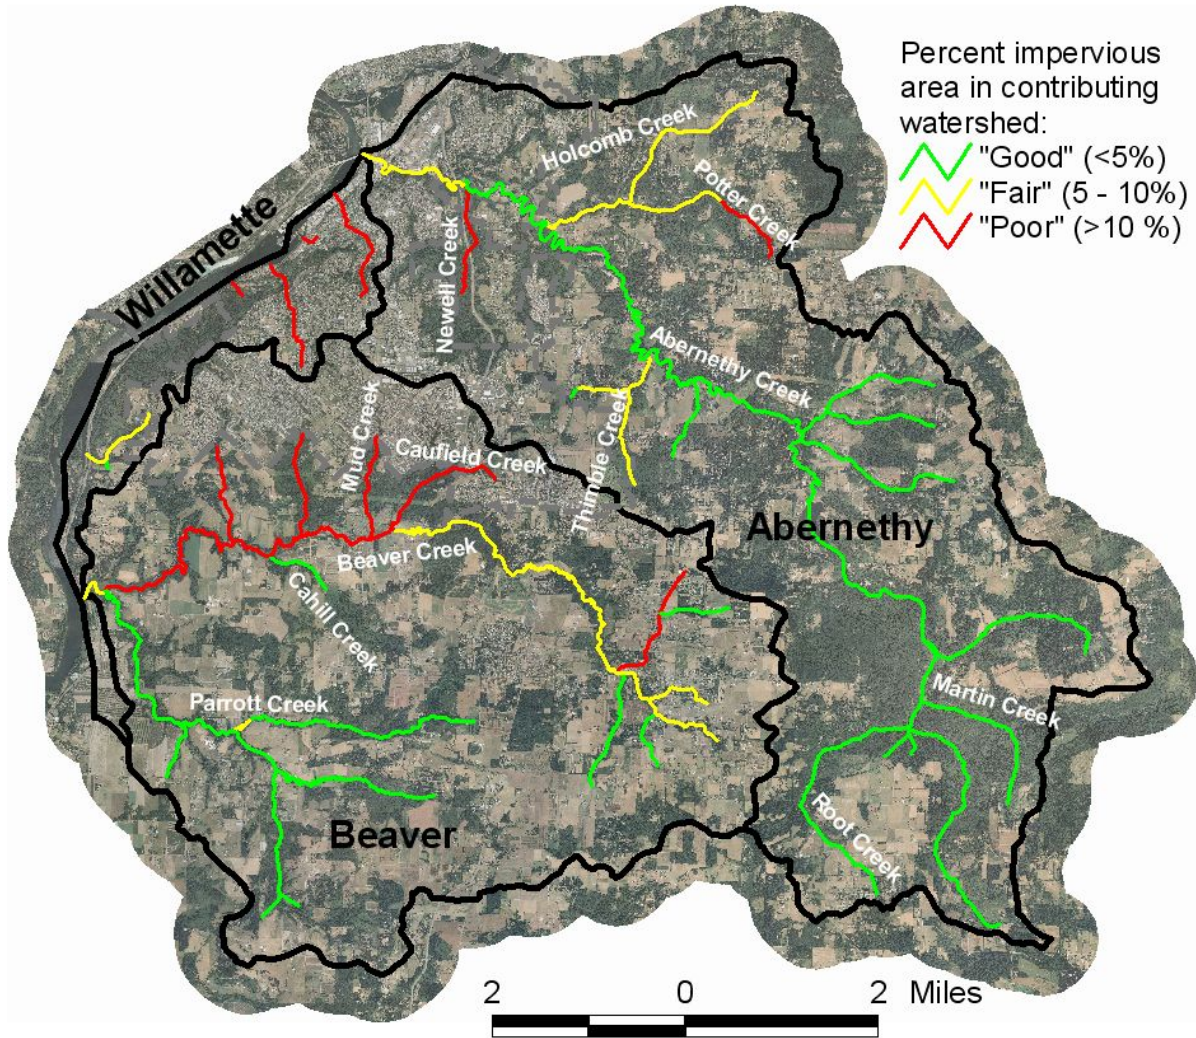 Percent impervious
area in contributing
watershed:
"Good" (<5%)
"Fair" (5 - 10%)
"Poor" (>10 %)
Holcomb Creek
Potter Creek
Willamette
Newell Creek
Abernethy Creek
Mud Creek
Caufield Creek
Thimble Creek
Abernethy
Beaver Creek
Cahill Creek
Parrott Creek
Martin Creek
Root Creek
Beaver
2 0 2 Miles